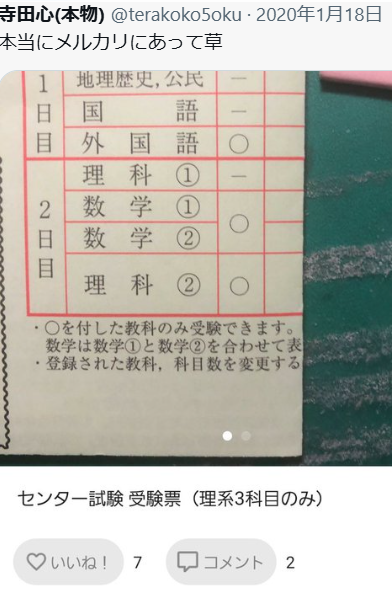 寺田心(本物) @terakoko5oku · 2020年1月18日
本当にメルカリにあって草
1日目
地理歴史,公民 －
国語 －
外国語 ○
2日目
理科① －
数学①
数学② ○
理科② ○
・○を付した教科のみ受験できます。
数学は数学①と数学②を合わせて表
・登録された教科，科目数を変更する
センター試験 受験票（理系3科目のみ）
いいね！ 7 コメント 2